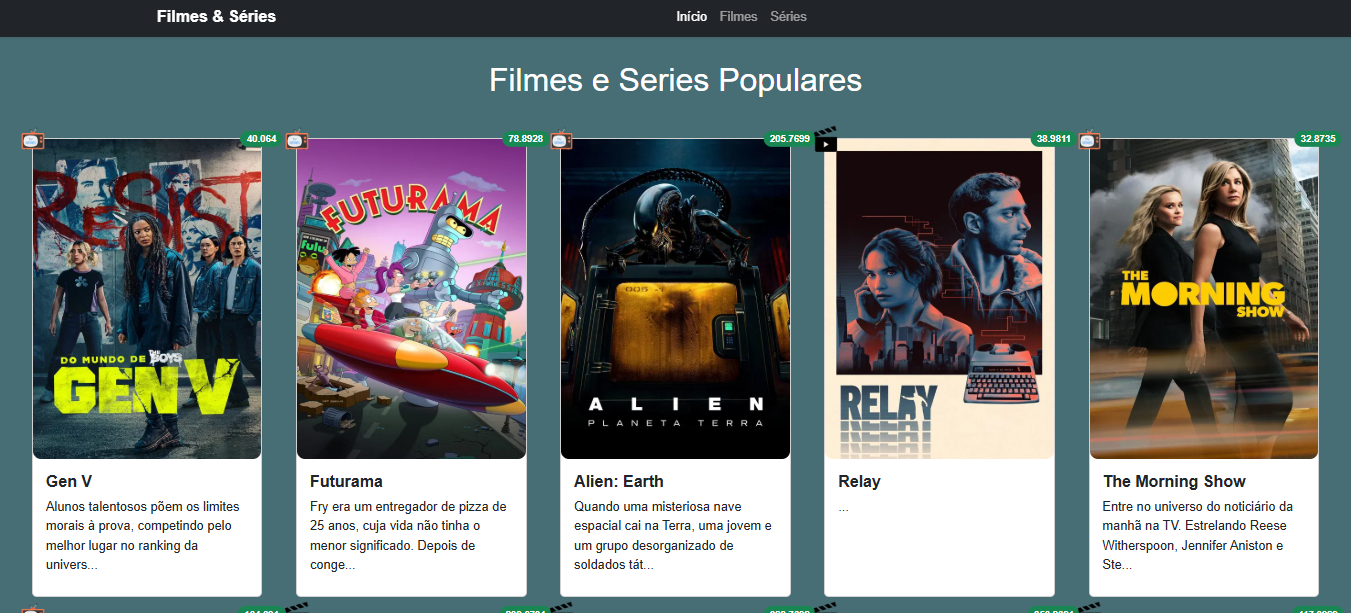 Filmes & Séries
Início Filmes Séries
Filmes e Series Populares
40.064
78.8928
205.7699
38.9811
32.8735
RESIST
DO MUNDO DE THE BOYS
GEN V
FUTURAMA
005 -1
ALIEN
PLANETA TERRA
RELAY
THE
MORNING
SHOW
Gen V
Alunos talentosos põem os limites
morais à prova, competindo pelo
melhor lugar no ranking da
univers...
Futurama
Fry era um entregador de pizza de
25 anos, cuja vida não tinha o
menor significado. Depois de
conge...
Alien: Earth
Quando uma misteriosa nave
espacial cai na Terra, uma jovem e
um grupo desorganizado de
soldados tát...
Relay
...
The Morning Show
Entre no universo do noticiário da
manhã na TV. Estrelando Reese
Witherspoon, Jennifer Aniston e
Ste...